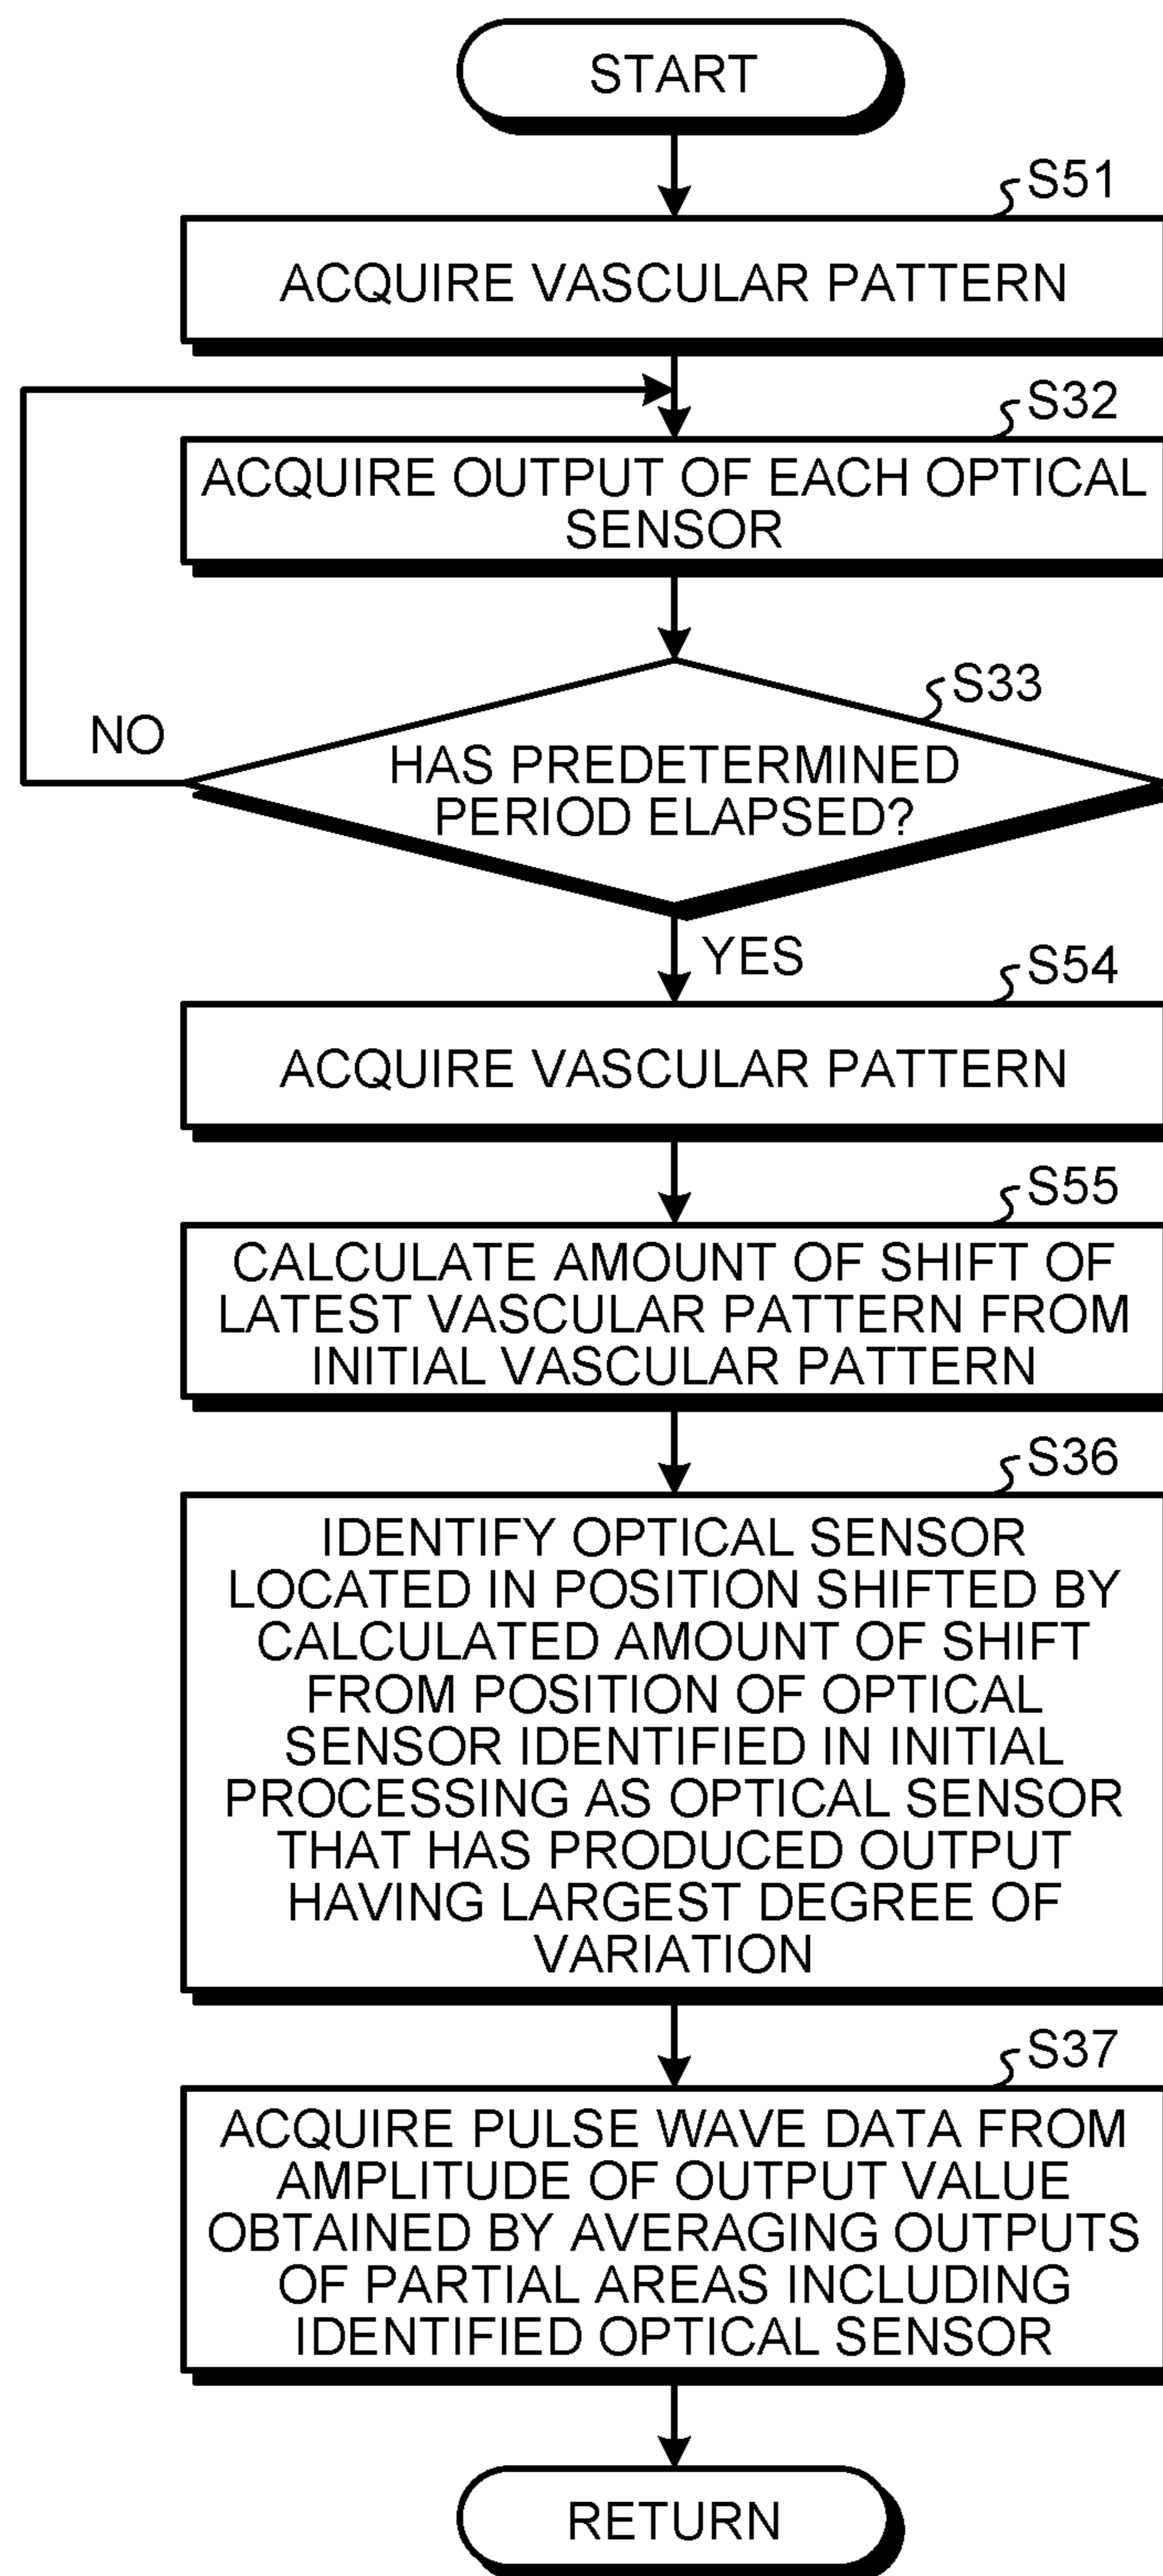 START
S51
ACQUIRE VASCULAR PATTERN
S32
ACQUIRE OUTPUT OF EACH OPTICAL
SENSOR
S33
NO
HAS PREDETERMINED
PERIOD ELAPSED?
YES
S54
ACQUIRE VASCULAR PATTERN
S55
CALCULATE AMOUNT OF SHIFT OF
LATEST VASCULAR PATTERN FROM
INITIAL VASCULAR PATTERN
S36
IDENTIFY OPTICAL SENSOR
LOCATED IN POSITION SHIFTED BY
CALCULATED AMOUNT OF SHIFT
FROM POSITION OF OPTICAL
SENSOR IDENTIFIED IN INITIAL
PROCESSING AS OPTICAL SENSOR
THAT HAS PRODUCED OUTPUT
HAVING LARGEST DEGREE OF
VARIATION
S37
ACQUIRE PULSE WAVE DATA FROM
AMPLITUDE OF OUTPUT VALUE
OBTAINED BY AVERAGING OUTPUTS
OF PARTIAL AREAS INCLUDING
IDENTIFIED OPTICAL SENSOR
RETURN